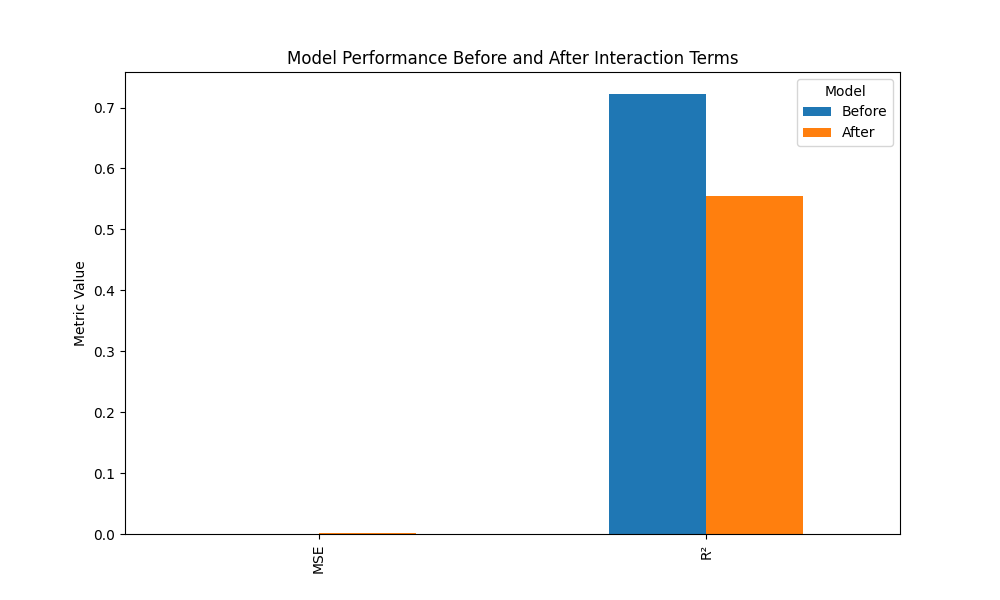 Model Performance Before and After Interaction Terms
Model
Before
After
Metric Value
0.7
0.6
0.5
0.4
0.3
0.2
0.1
0.0
MSE
R²